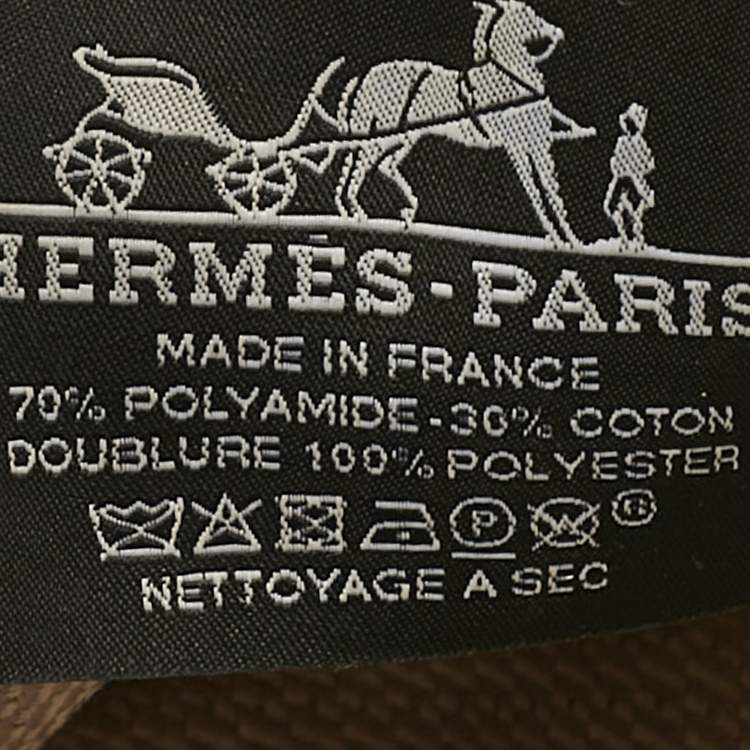 HERMÈS-PARIS
MADE IN FRANCE
70% POLYAMIDE-30% COTON
DOUBLURE 100% POLYESTER
P W
NETTOYAGE A SEC